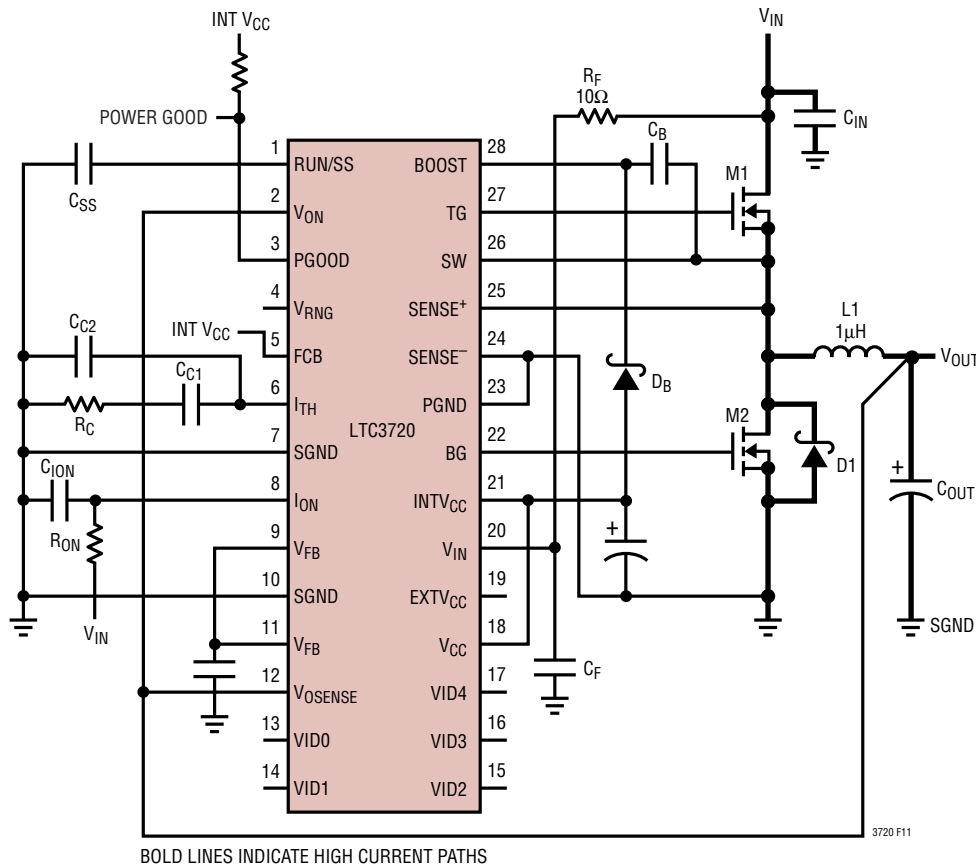 INT VCC
POWER GOOD
VIN
RF
10Ω
CIN
CB
CSS
1 RUN/SS
2 VON
3 PGOOD
4 VRNG
INT VCC
5 FCB
6 ITH
7 SGND
8 ION
9 VFB
10 SGND
11 VFB
12 VOSENSE
13 VID0
14 VID1
LTC3720
BOOST 28
TG 27
SW 26
SENSE+ 25
SENSE– 24
PGND 23
BG 22
INTVCC 21
VIN 20
EXTVCC 19
VCC 18
VID4 17
VID3 16
VID2 15
CC2
CC1
RC
CION
RON
VIN
M1
L1
1μH
VOUT
DB
M2
D1
+
+
COUT
SGND
CF
3720 F11
BOLD LINES INDICATE HIGH CURRENT PATHS